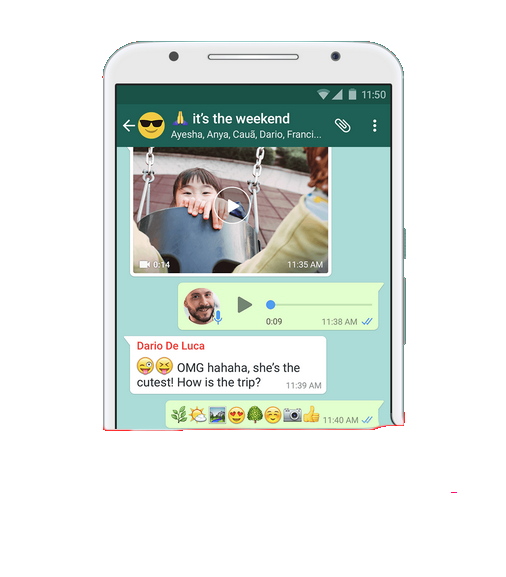 11:50
🙏 it's the weekend
Ayesha, Anya, Cauã, Dario, Franci...
0:14 11:35 AM
0:09 11:38 AM
Dario De Luca
😜😝 OMG hahaha, she's the
cutest! How is the trip? 11:39 AM
🌿🌤🏞😍🌳☺️📷👍 11:40 AM